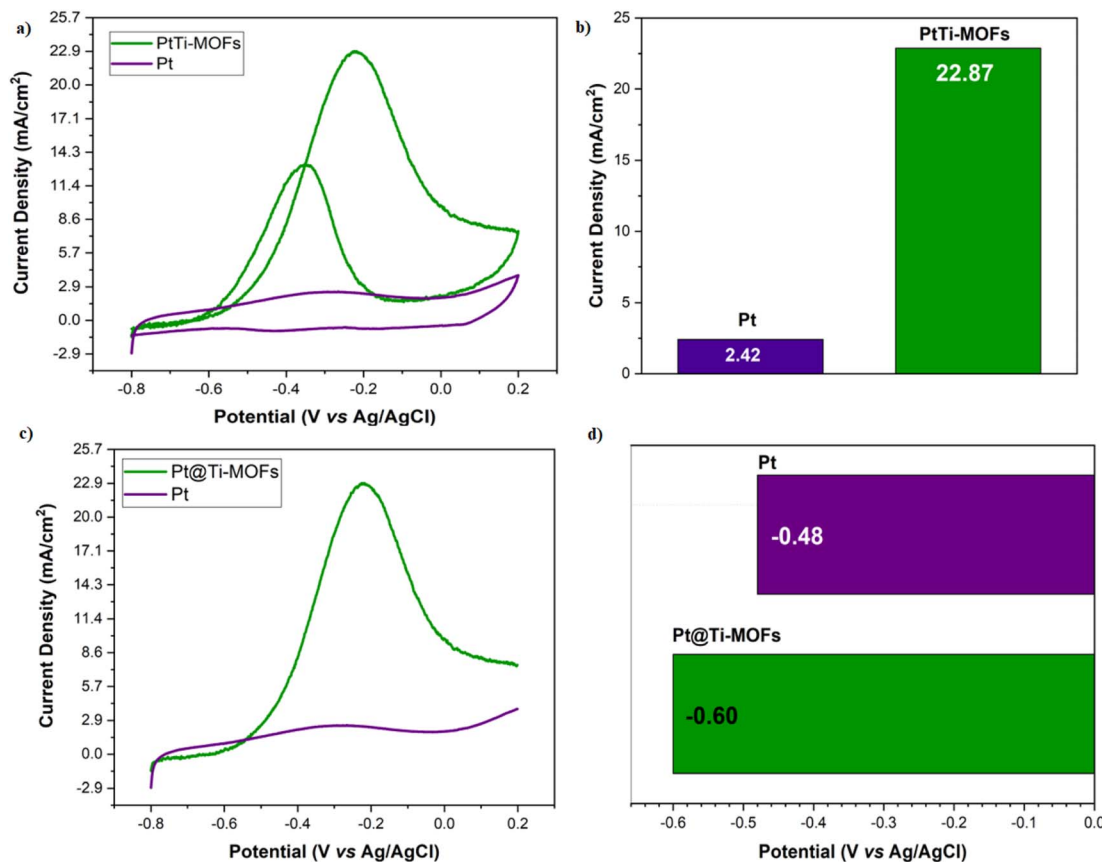 a)
25.7
22.9
20.0
17.1
14.3
11.4
8.6
5.7
2.9
0.0
-2.9
Current Density (mA/cm²)
PtTi-MOFs
Pt
-0.8 -0.6 -0.4 -0.2 0.0 0.2
Potential (V vs Ag/AgCl)
b)
25
20
15
10
5
0
Current Density (mA/cm²)
PtTi-MOFs
22.87
Pt
2.42
c)
25.7
22.9
20.0
17.1
14.3
11.4
8.6
5.7
2.9
0.0
-2.9
Current Density (mA/cm²)
Pt@Ti-MOFs
Pt
-0.8 -0.6 -0.4 -0.2 0.0 0.2
Potential (V vs Ag/AgCl)
d)
Pt
-0.48
Pt@Ti-MOFs
-0.60
-0.6 -0.5 -0.4 -0.3 -0.2 -0.1 0.0
Potential (V vs Ag/AgCl)